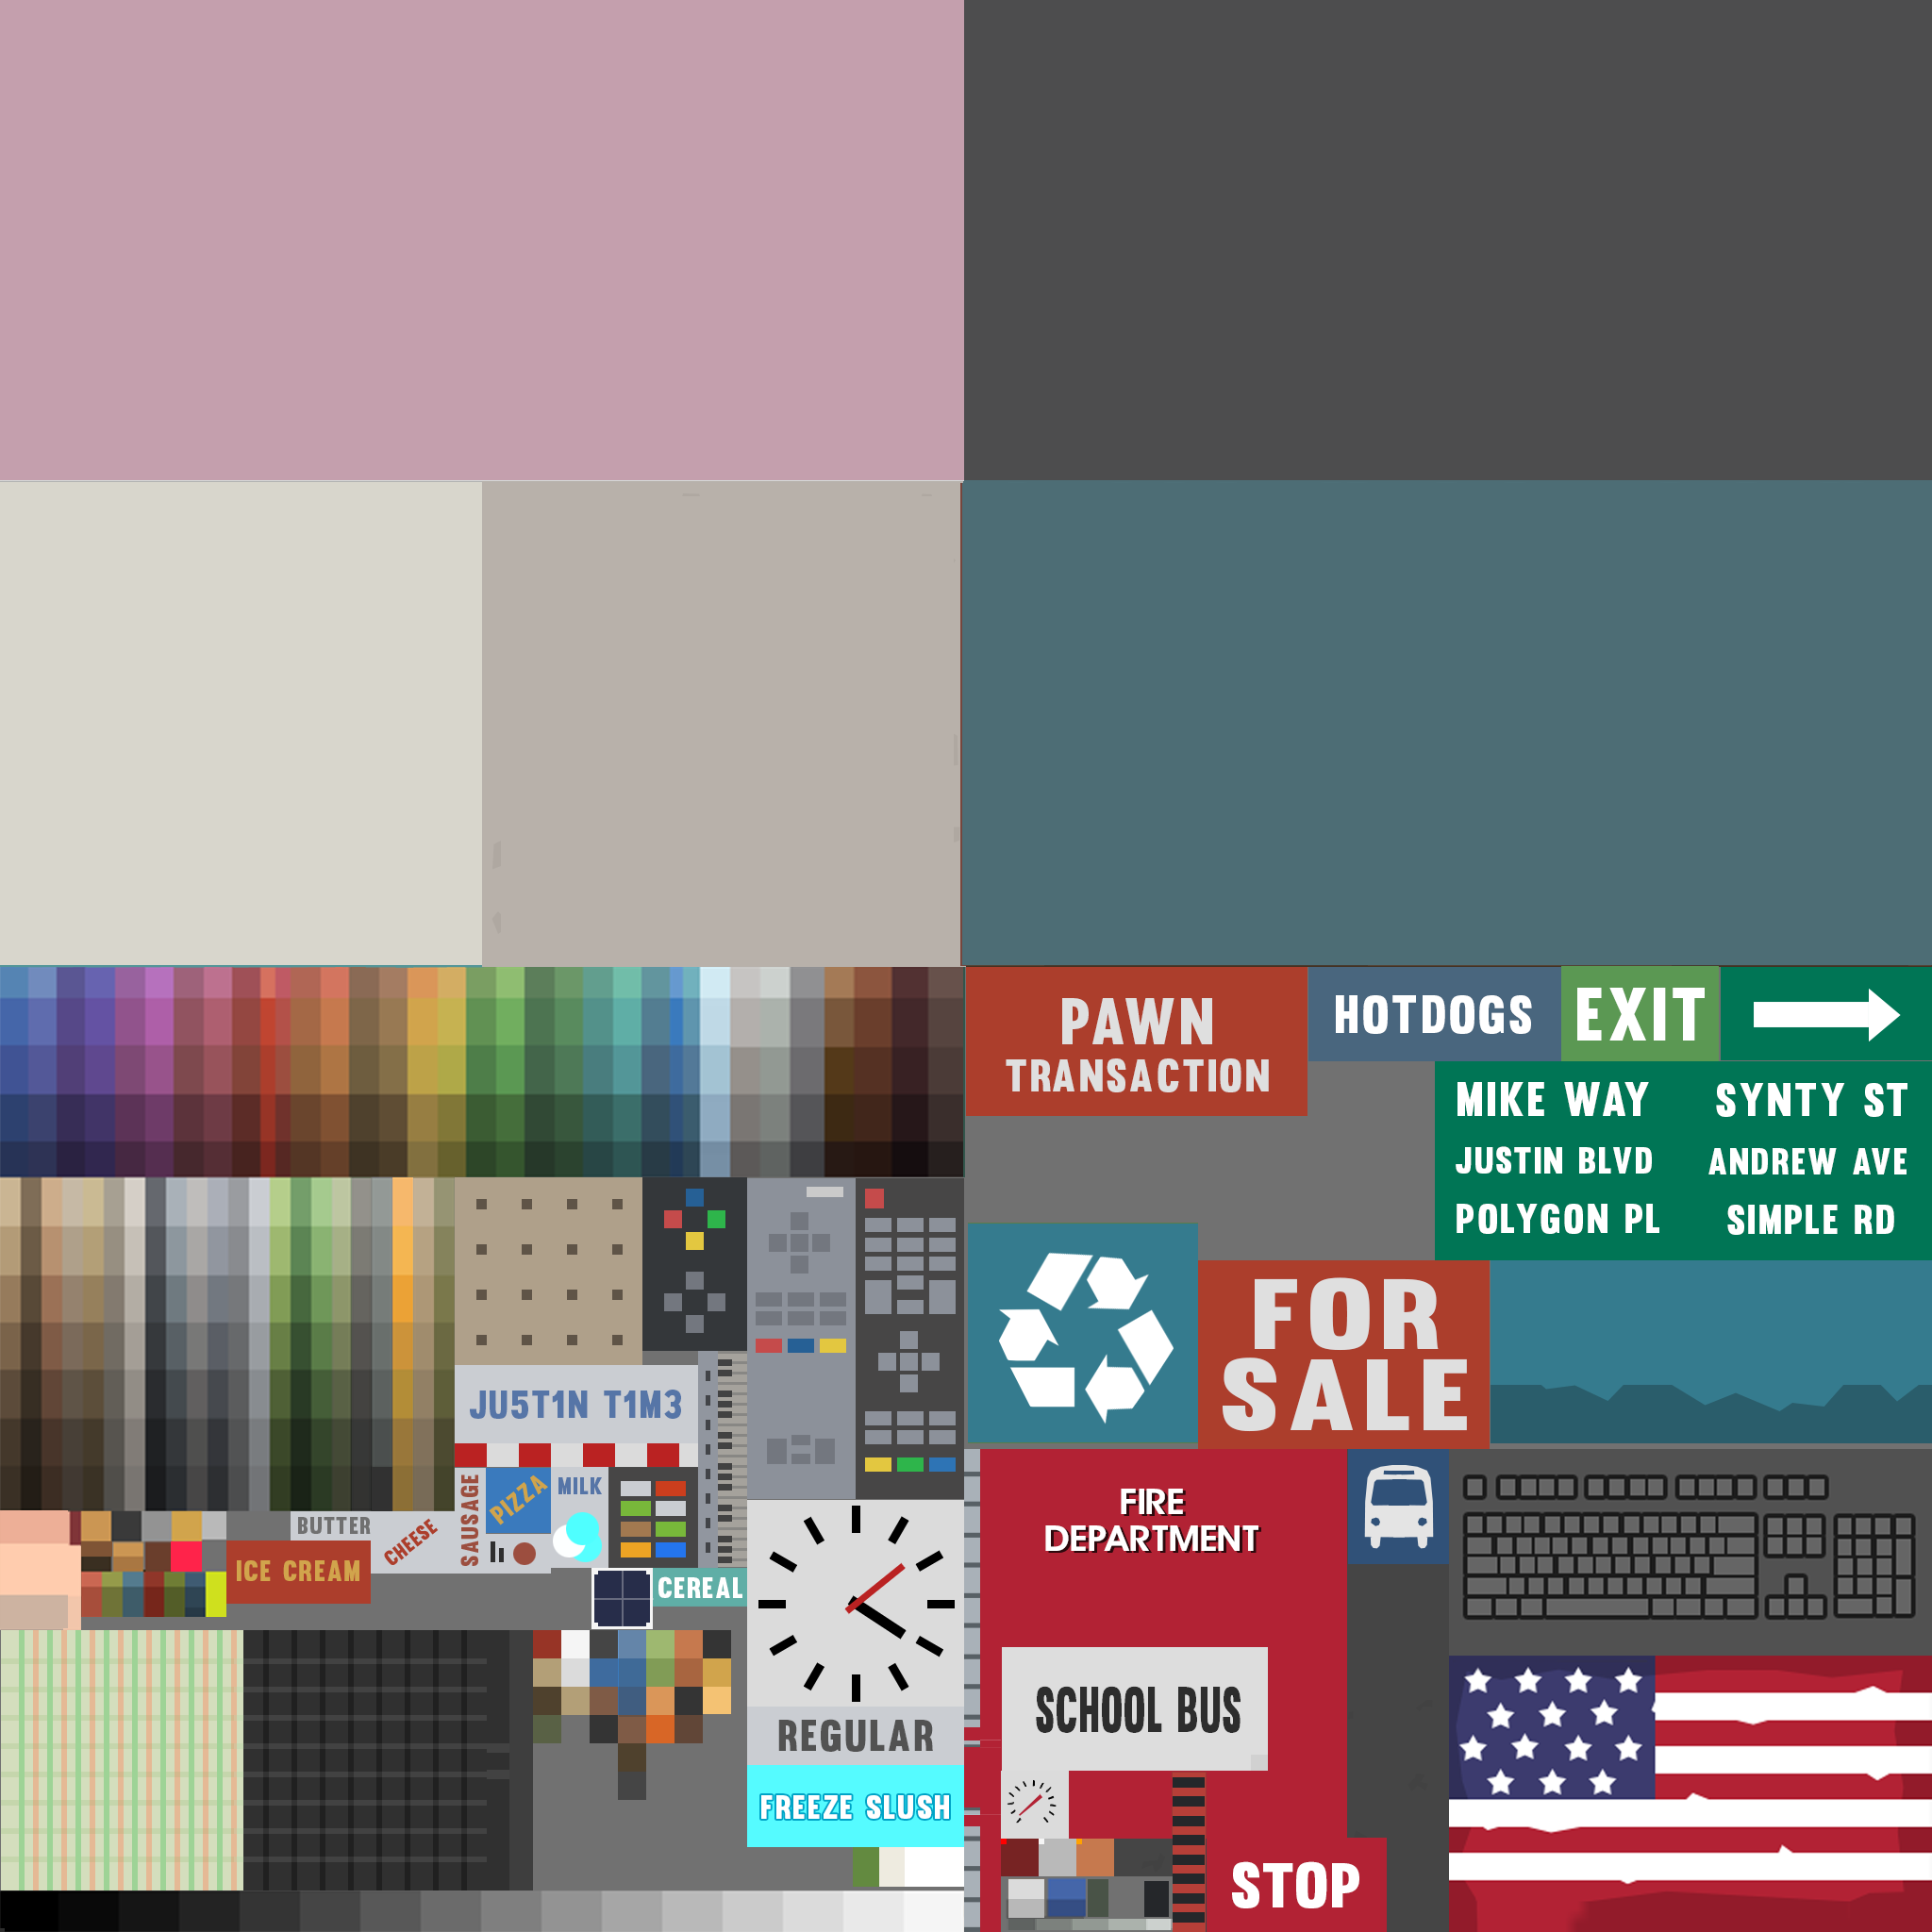 PAWN
TRANSACTION
HOTDOGS
EXIT
MIKE WAY
SYNTY ST
JUSTIN BLVD
ANDREW AVE
POLYGON PL
SIMPLE RD
FOR
SALE
JU5T1N T1M3
SAUSAGE
PIZZA
MILK
BUTTER
CHEESE
ICE CREAM
CEREAL
REGULAR
FREEZE SLUSH
FIRE
DEPARTMENT
SCHOOL BUS
STOP